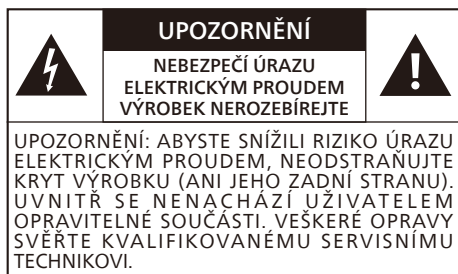 UPOZORNĚNÍ
NEBEZPEČÍ ÚRAZU
ELEKTRICKÝM PROUDEM
VÝROBEK NEROZEBÍREJTE
UPOZORNĚNÍ: ABYSTE SNÍŽILI RIZIKO ÚRAZU
ELEKTRICKÝM PROUDEM, NEODSTRAŇUJTE
KRYT VÝROBKU (ANI JEHO ZADNÍ STRANU).
UVNITŘ SE NENACHÁZÍ UŽIVATELEM
OPRAVITELNÉ SOUČÁSTI. VEŠKERÉ OPRAVY
SVĚŘTE KVALIFIKOVANÉMU SERVISNÍMU
TECHNIKOVI.